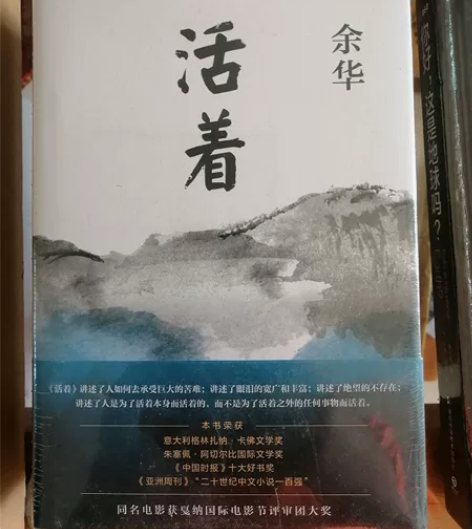 活着
余华
《活着》讲述了人如何去承受巨大的苦难；讲述了眼泪的宽广和丰富；讲述了绝望的不存在；
讲述了人是为了活着本身而活着的，而不是为了活着之外的任何事物而活着。
本书荣获
意大利格林扎纳·卡佛文学奖
朱塞佩·阿切尔比国际文学奖
《中国时报》十大好书奖
《亚洲周刊》“二十世纪中文小说一百强”
同名电影获戛纳国际电影节评审团大奖
你好，这是地球吗？